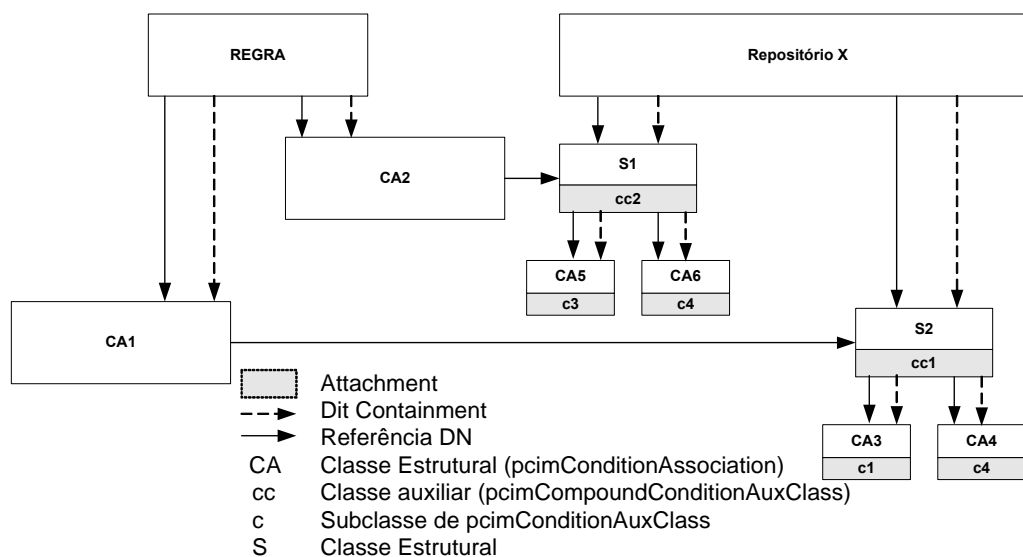 REGRA
Repositório X
CA2
S1
cc2
CA5
c3
CA6
c4
CA1
S2
cc1
CA3
c1
CA4
c4
Attachment
Dit Containment
Referência DN
CA Classe Estrutural (pcimConditionAssociation)
cc Classe auxiliar (pcimCompoundConditionAuxClass)
c Subclasse de pcimConditionAuxClass
S Classe Estrutural